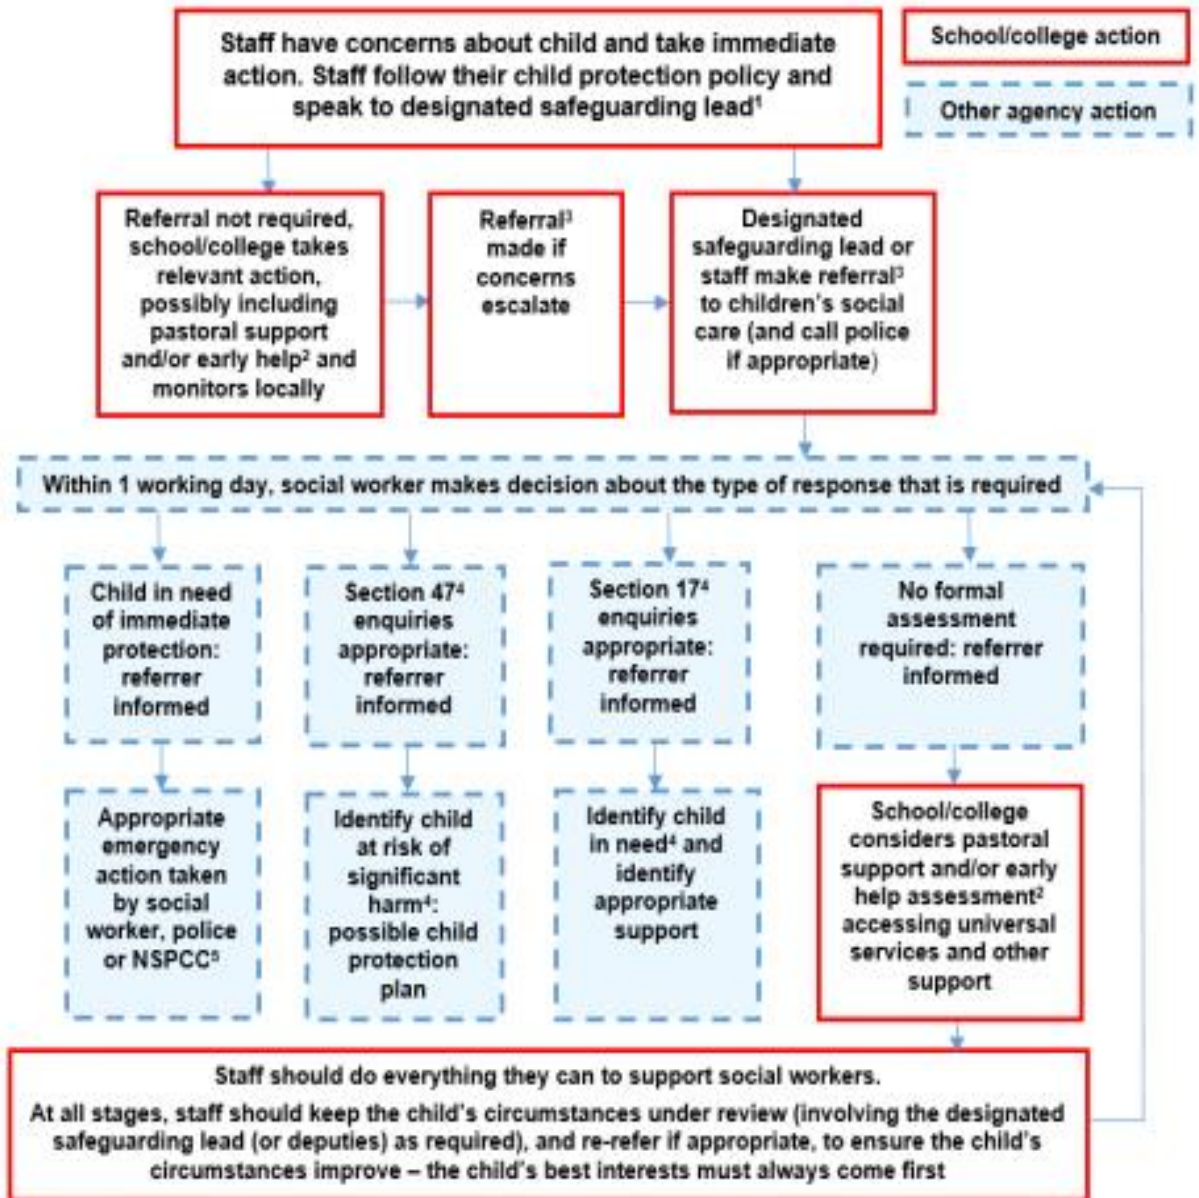 Staff have concerns about child and take immediate
action. Staff follow their child protection policy and
speak to designated safeguarding lead¹
School/college action
Other agency action
Referral not required,
school/college takes
relevant action,
possibly including
pastoral support
and/or early help² and
monitors locally
Referral³
made if
concerns
escalate
Designated
safeguarding lead or
staff make referral³
to children's social
care (and call police
if appropriate)
Within 1 working day, social worker makes decision about the type of response that is required
Child in need
of immediate
protection:
referrer
informed
Section 47⁴
enquiries
appropriate:
referrer
informed
Section 17⁴
enquiries
appropriate:
referrer
informed
No formal
assessment
required: referrer
informed
Appropriate
emergency
action taken
by social
worker, police
or NSPCC⁵
Identify child
at risk of
significant
harm⁴:
possible child
protection
plan
Identify child
in need⁴ and
identify
appropriate
support
School/college
considers pastoral
support and/or early
help assessment²
accessing universal
services and other
support
Staff should do everything they can to support social workers.
At all stages, staff should keep the child's circumstances under review (involving the designated
safeguarding lead (or deputies) as required), and re-refer if appropriate, to ensure the child's
circumstances improve – the child's best interests must always come first